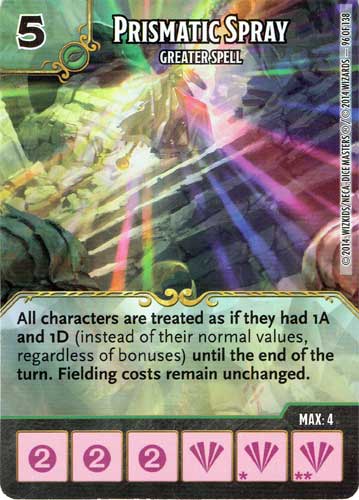 5
PRISMATIC SPRAY
GREATER SPELL
©2014 WIZKIDS/NECA. DICE MASTERS ®/© 2014 WIZARDS — 96 OF 138
All characters are treated as if they had 1A
and 1D (instead of their normal values,
regardless of bonuses) until the end of the
turn. Fielding costs remain unchanged.
MAX: 4
2 2 2 * **